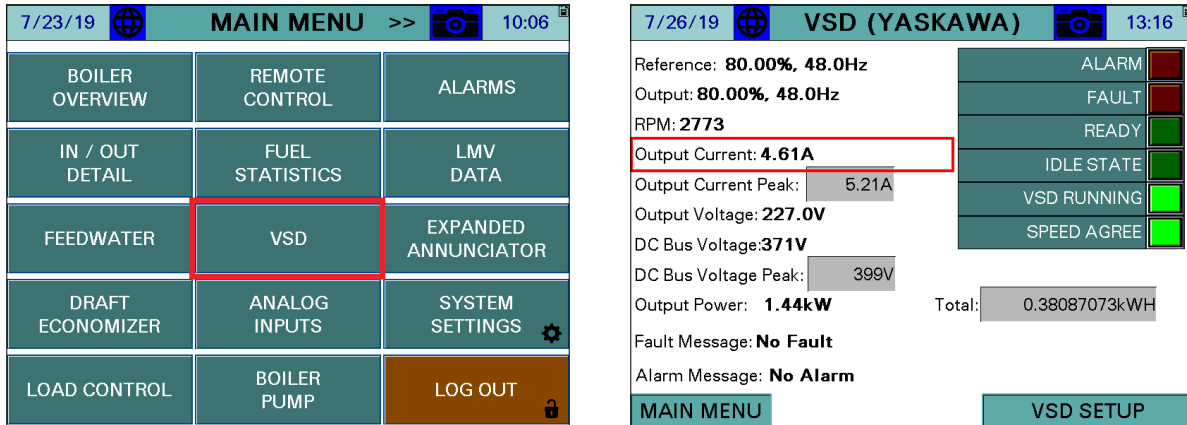 7/23/19 MAIN MENU >> 10:06
BOILER
OVERVIEW
REMOTE
CONTROL
ALARMS
IN / OUT
DETAIL
FUEL
STATISTICS
LMV
DATA
FEEDWATER
VSD
EXPANDED
ANNUNCIATOR
DRAFT
ECONOMIZER
ANALOG
INPUTS
SYSTEM
SETTINGS
LOAD CONTROL
BOILER
PUMP
LOG OUT
7/26/19 VSD (YASKAWA) 13:16
Reference: 80.00%, 48.0Hz
Output: 80.00%, 48.0Hz
RPM: 2773
Output Current: 4.61A
Output Current Peak: 5.21A
Output Voltage: 227.0V
DC Bus Voltage:371V
DC Bus Voltage Peak: 399V
Output Power: 1.44kW Total: 0.38087073kWH
Fault Message: No Fault
Alarm Message: No Alarm
ALARM
FAULT
READY
IDLE STATE
VSD RUNNING
SPEED AGREE
MAIN MENU VSD SETUP